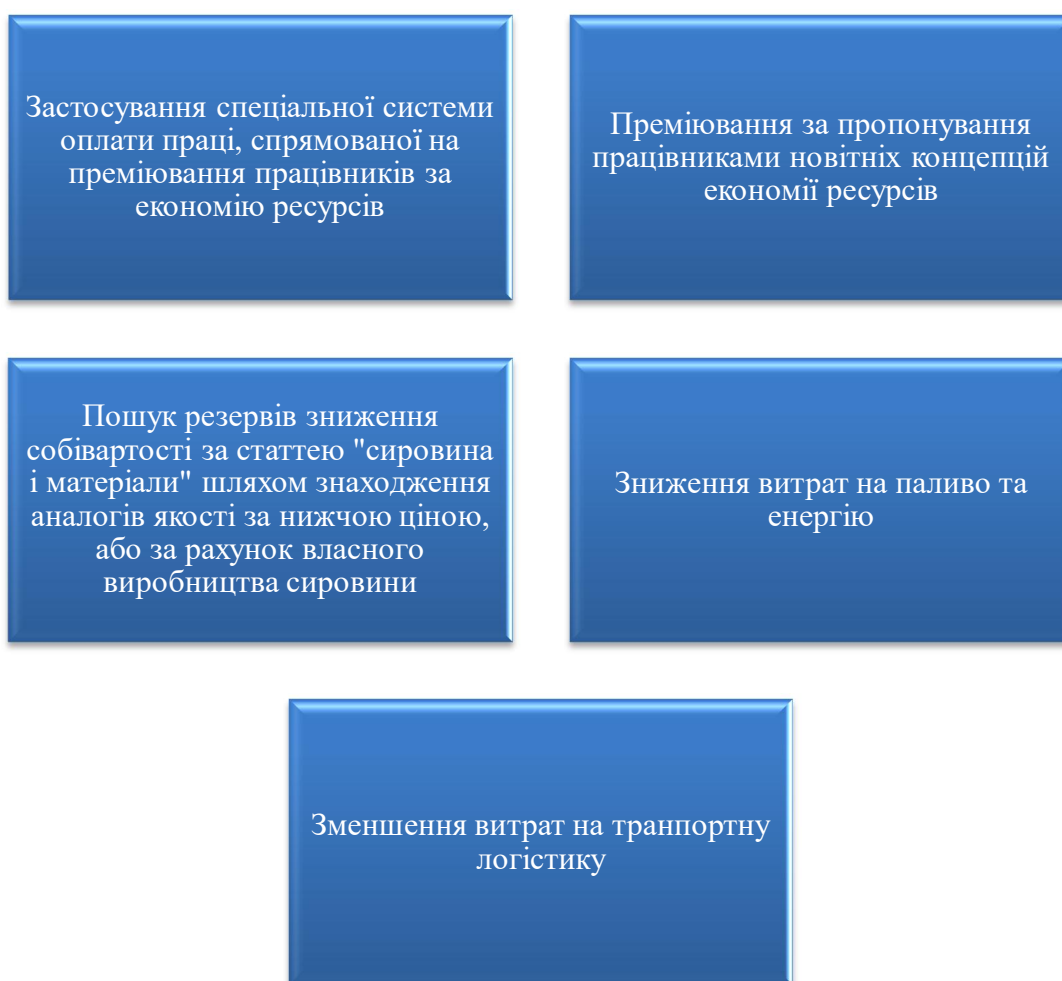 Застосування спеціальної системи
оплати праці, спрямованої на
преміювання працівників за
економію ресурсів
Преміювання за пропонування
працівниками новітніх концепцій
економії ресурсів
Пошук резервів зниження
собівартості за статтею "сировина
і матеріали" шляхом знаходження
аналогів якості за нижчою ціною,
або за рахунок власного
виробництва сировини
Зниження витрат на паливо та
енергію
Зменшення витрат на транпортну
логістику